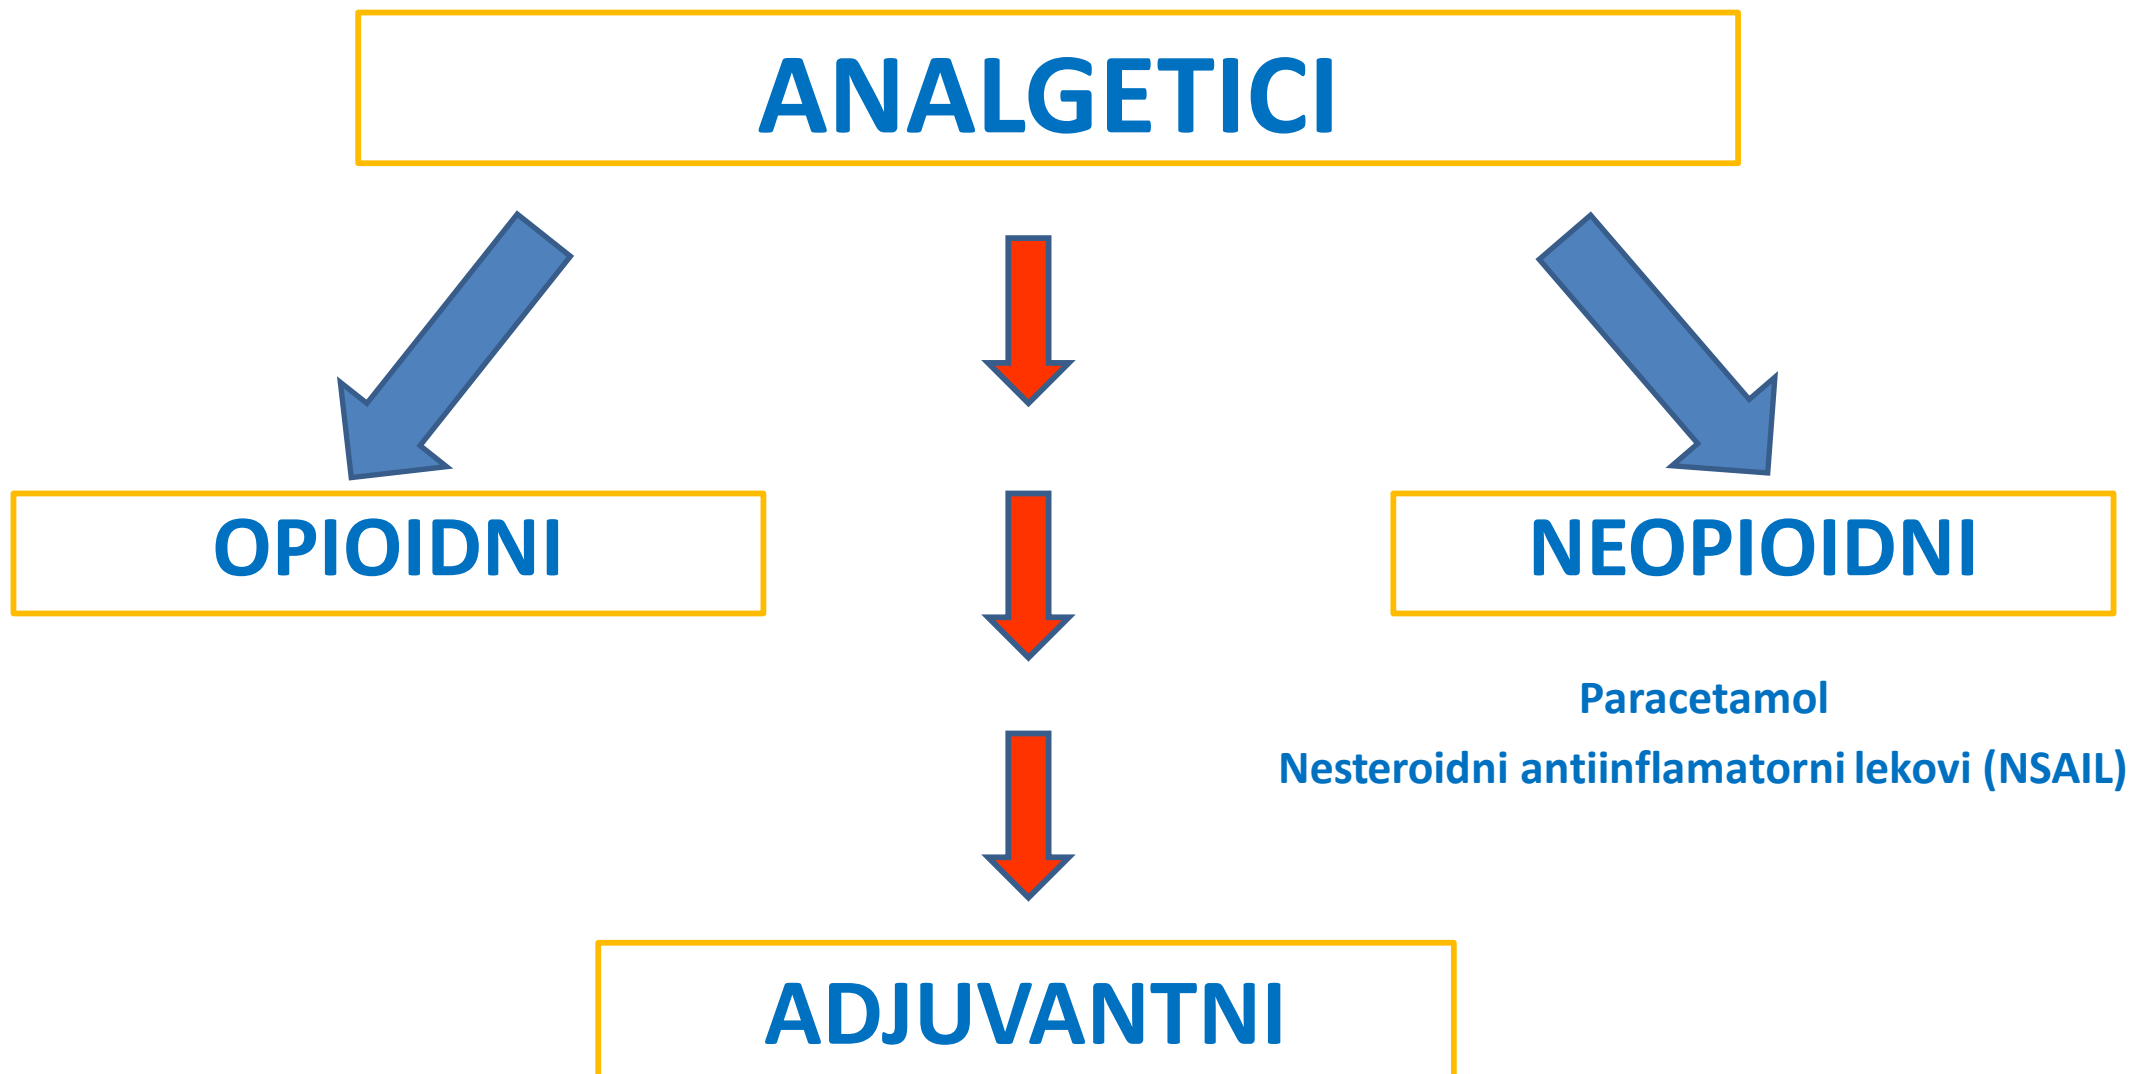 ANALGETICI
OPIOIDNI
NEOPIOIDNI
Paracetamol
Nesteroidni antiinflamatorni lekovi (NSAIL)
ADJUVANTNI